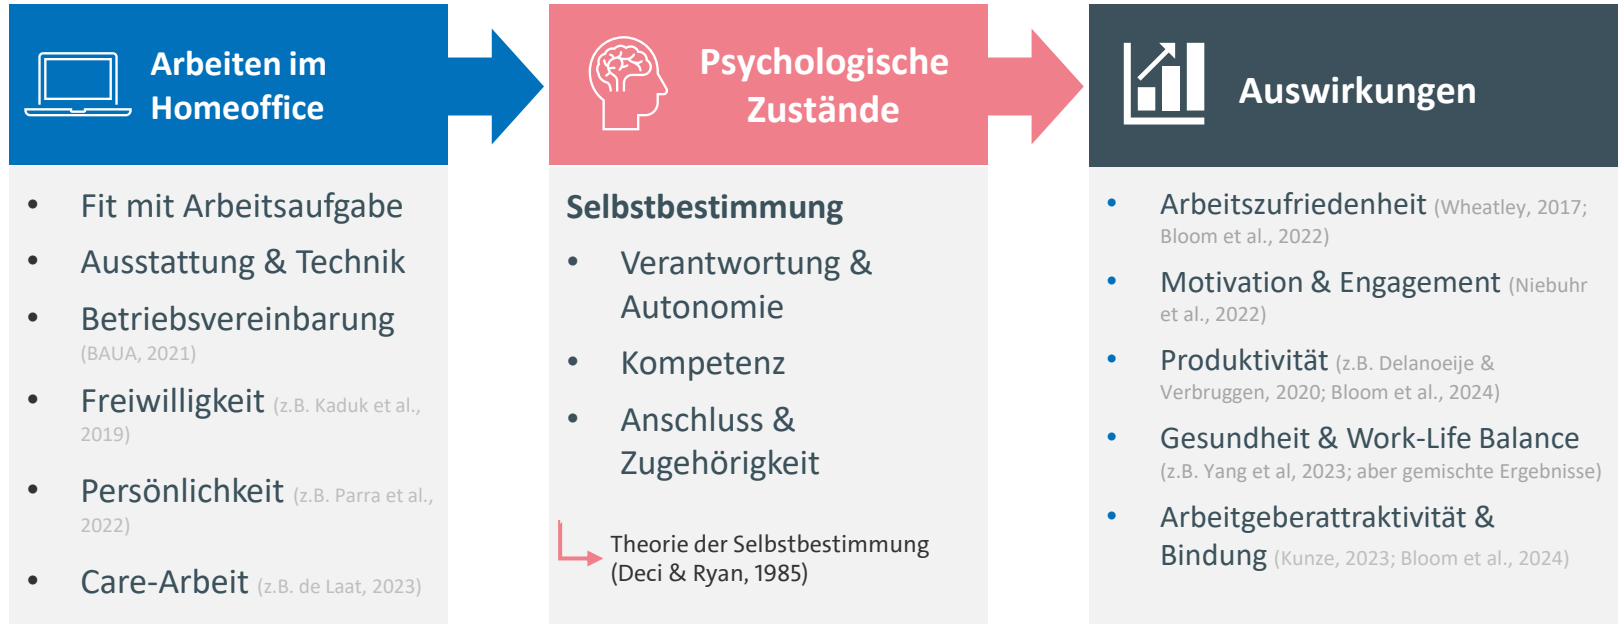 Arbeiten im
Homeoffice
• Fit mit Arbeitsaufgabe
• Ausstattung & Technik
• Betriebsvereinbarung
(BAUA, 2021)
• Freiwilligkeit (z.B. Kaduk et al.,
2019)
• Persönlichkeit (z.B. Parra et al.,
2022)
• Care-Arbeit (z.B. de Laat, 2023)
Psychologische
Zustände
Selbstbestimmung
• Verantwortung &
Autonomie
• Kompetenz
• Anschluss &
Zugehörigkeit
Theorie der Selbstbestimmung
(Deci & Ryan, 1985)
Auswirkungen
• Arbeitszufriedenheit (Wheatley, 2017;
Bloom et al., 2022)
• Motivation & Engagement (Niebuhr
et al., 2022)
• Produktivität (z.B. Delanoeije &
Verbruggen, 2020; Bloom et al., 2024)
• Gesundheit & Work-Life Balance
(z.B. Yang et al, 2023; aber gemischte Ergebnisse)
• Arbeitgeberattraktivität &
Bindung (Kunze, 2023; Bloom et al., 2024)